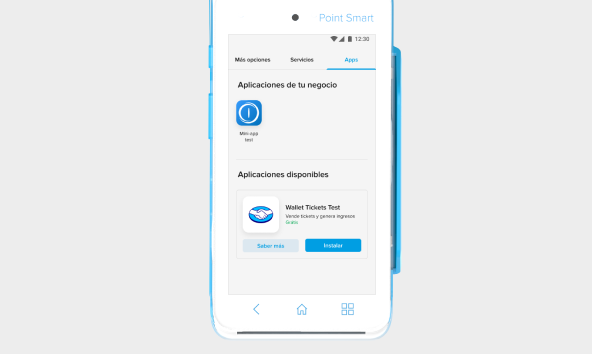 Point Smart
12:30
Más opciones Servicios Apps
Aplicaciones de tu negocio
Mini app
test
Aplicaciones disponibles
Wallet Tickets Test
Vende tickets y genera ingresos
Gratis
Saber más Instalar